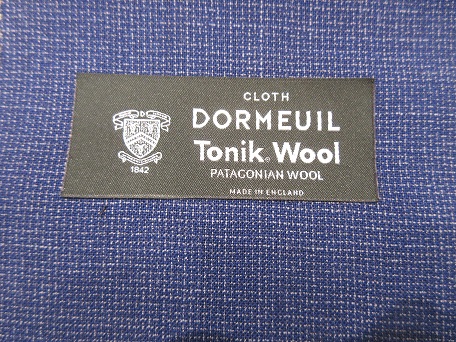 CLOTH
DORMEUIL
Tonik® Wool
PATAGONIAN WOOL
MADE IN ENGLAND
1842